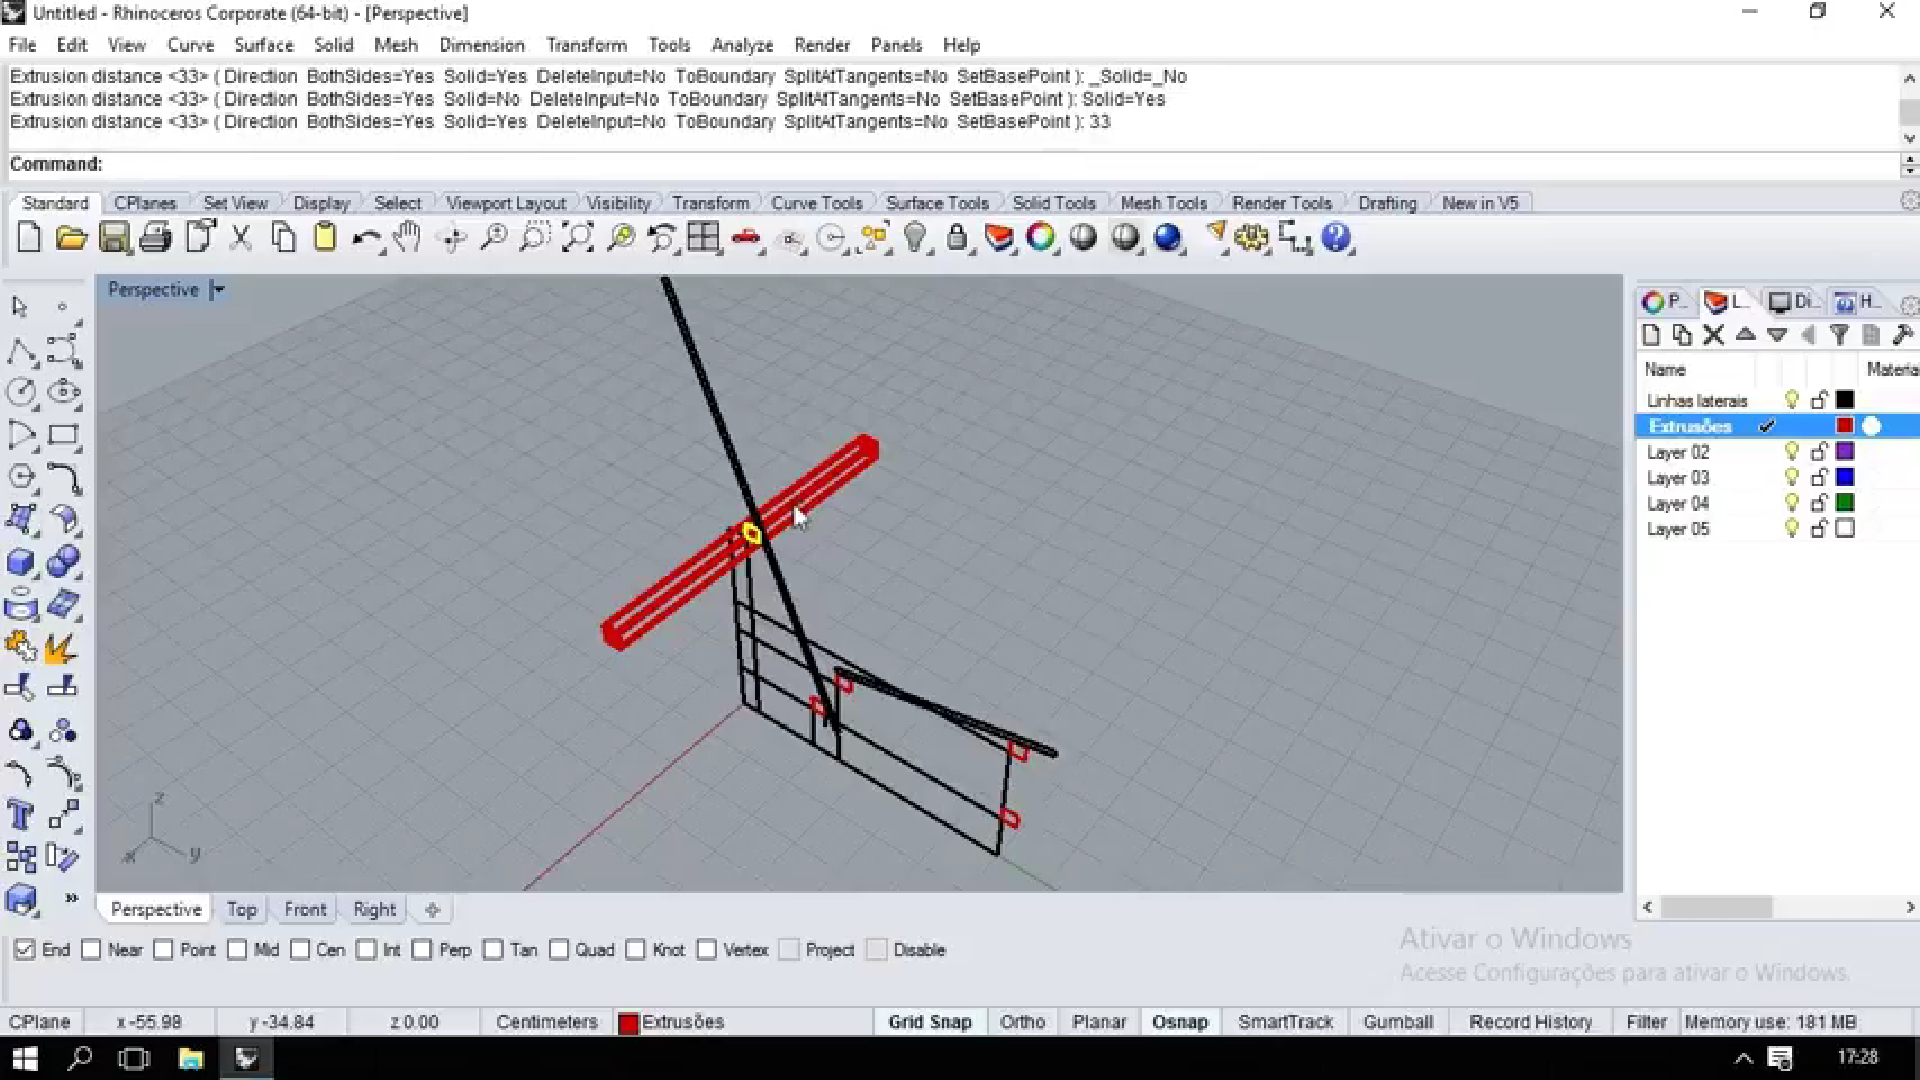 Untitled - Rhinoceros Corporate (64-bit) - [Perspective]
File Edit View Curve Surface Solid Mesh Dimension Transform Tools Analyze Render Panels Help
Extrusion distance <33> ( Direction BothSides=Yes Solid=Yes DeleteInput=No ToBoundary SplitAtTangents=No SetBasePoint ): _Solid=_No
Extrusion distance <33> ( Direction BothSides=Yes Solid=No DeleteInput=No ToBoundary SplitAtTangents=No SetBasePoint ): Solid=Yes
Extrusion distance <33> ( Direction BothSides=Yes Solid=Yes DeleteInput=No ToBoundary SplitAtTangents=No SetBasePoint ): 33
Command:
Standard CPlanes Set View Display Select Viewport Layout Visibility Transform Curve Tools Surface Tools Solid Tools Mesh Tools Render Tools Drafting New in V5
Perspective
P... L... Di... H...
Name Materia
Linhas laterais
Extrusões
Layer 02
Layer 03
Layer 04
Layer 05
z
x y
Perspective Top Front Right
End Near Point Mid Cen Int Perp Tan Quad Knot Vertex Project Disable
Ativar o Windows
Acesse Configurações para ativar o Windows.
CPlane x -55.98 y -34.84 z 0.00 Centimeters Extrusões Grid Snap Ortho Planar Osnap SmartTrack Gumball Record History Filter Memory use: 181 MB
17:28